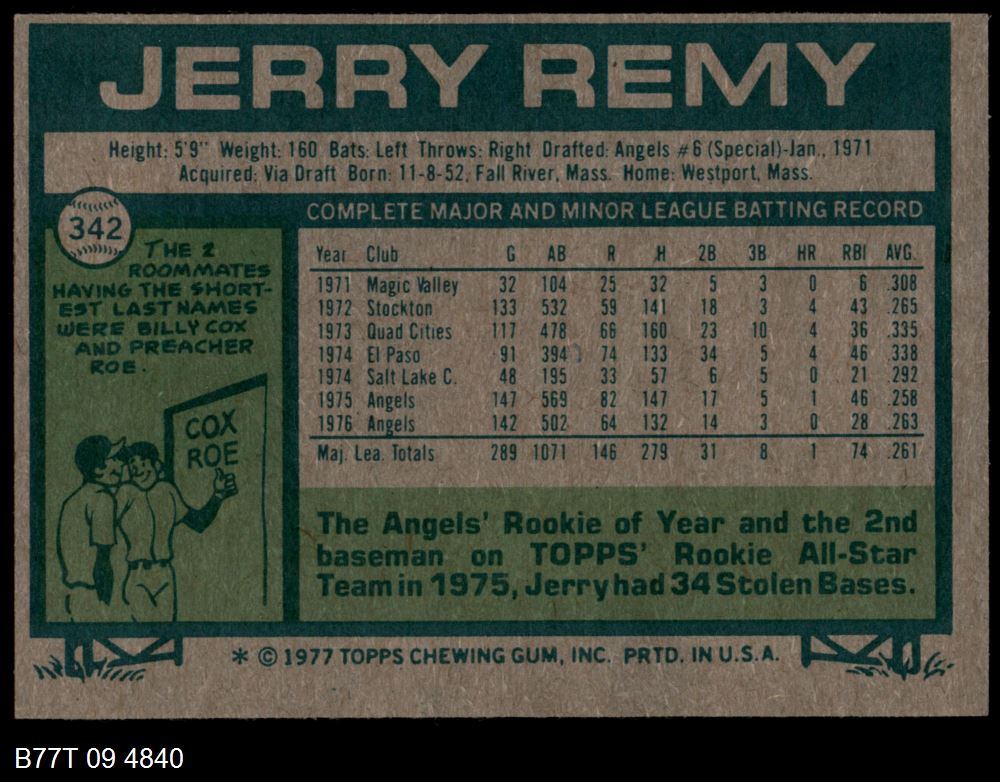 JERRY REMY
Height: 5'9" Weight: 160 Bats: Left Throws: Right Drafted: Angels #6 (Special)-Jan., 1971
Acquired: Via Draft Born: 11-8-52, Fall River, Mass. Home: Westport, Mass.
342
THE 2
ROOMMATES
HAVING THE SHORT-
EST LAST NAMES
WERE BILLY COX
AND PREACHER
ROE.
COX
ROE
COMPLETE MAJOR AND MINOR LEAGUE BATTING RECORD
Year Club G AB R H 2B 3B HR RBI AVG.
1971 Magic Valley 32 104 25 32 5 3 0 6 .308
1972 Stockton 133 532 59 141 18 3 4 43 .265
1973 Quad Cities 117 478 66 160 23 10 4 36 .335
1974 El Paso 91 394 74 133 34 5 4 46 .338
1974 Salt Lake C. 48 195 33 57 6 5 0 21 .292
1975 Angels 147 569 82 147 17 5 1 46 .258
1976 Angels 142 502 64 132 14 3 0 28 .263
Maj. Lea. Totals 289 1071 146 279 31 8 1 74 .261
The Angels' Rookie of Year and the 2nd
baseman on TOPPS' Rookie All-Star
Team in 1975, Jerry had 34 Stolen Bases.
* © 1977 TOPPS CHEWING GUM, INC. PRTD. IN U.S.A.
B77T 09 4840